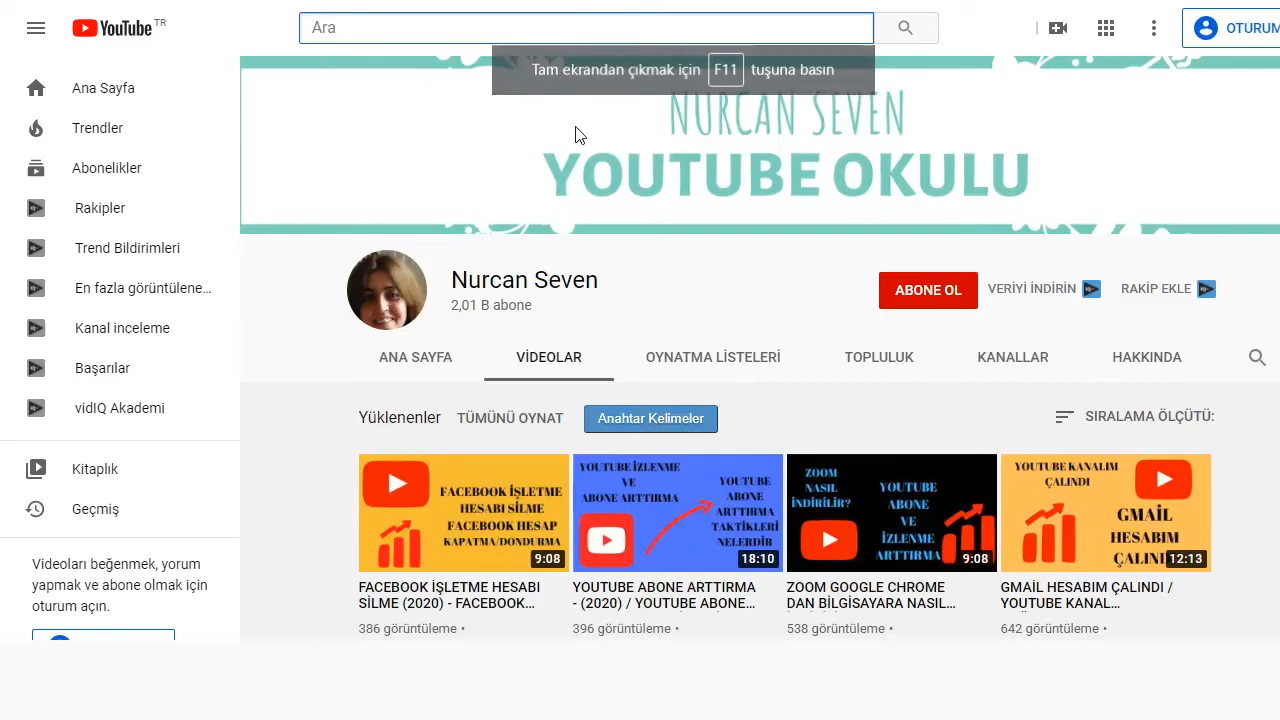 YouTube TR
Ara
OTURUM
Tam ekrandan çıkmak için F11 tuşuna basın
Ana Sayfa
Trendler
Abonelikler
Rakipler
Trend Bildirimleri
En fazla görüntülene...
Kanal inceleme
Başarılar
vidIQ Akademi
Kitaplık
Geçmiş
Videoları beğenmek, yorum
yapmak ve abone olmak için
oturum açın.
NURCAN SEVEN
YOUTUBE OKULU
Nurcan Seven
2,01 B abone
ABONE OL
VERİYİ İNDİRİN
RAKİP EKLE
ANA SAYFA
VİDEOLAR
OYNATMA LİSTELERİ
TOPLULUK
KANALLAR
HAKKINDA
Yüklenenler
TÜMÜNÜ OYNAT
Anahtar Kelimeler
SIRALAMA ÖLÇÜTÜ:
FACEBOOK İŞLETME
HESABI SİLME
FACEBOOK HESAP
KAPATMA/DONDURMA
9:08
FACEBOOK İŞLETME HESABI
SİLME (2020) - FACEBOOK...
386 görüntüleme •
YOUTUBE İZLENME
VE
ABONE ARTTIRMA
YOUTUBE
ABONE
ARTTIRMA
TAKTİKLERİ
NELERDİR
18:10
YOUTUBE ABONE ARTTIRMA
- (2020) / YOUTUBE ABONE...
396 görüntüleme •
ZOOM
NASIL
İNDİRİLİR?
YOUTUBE
ABONE
VE
İZLENME
ARTTIRMA
9:08
ZOOM GOOGLE CHROME
DAN BİLGİSAYARA NASIL...
538 görüntüleme •
YOUTUBE KANALIM
ÇALINDI
GMAİL
HESABIM
ÇALINDI
12:13
GMAİL HESABIM ÇALINDI /
YOUTUBE KANAL...
642 görüntüleme •